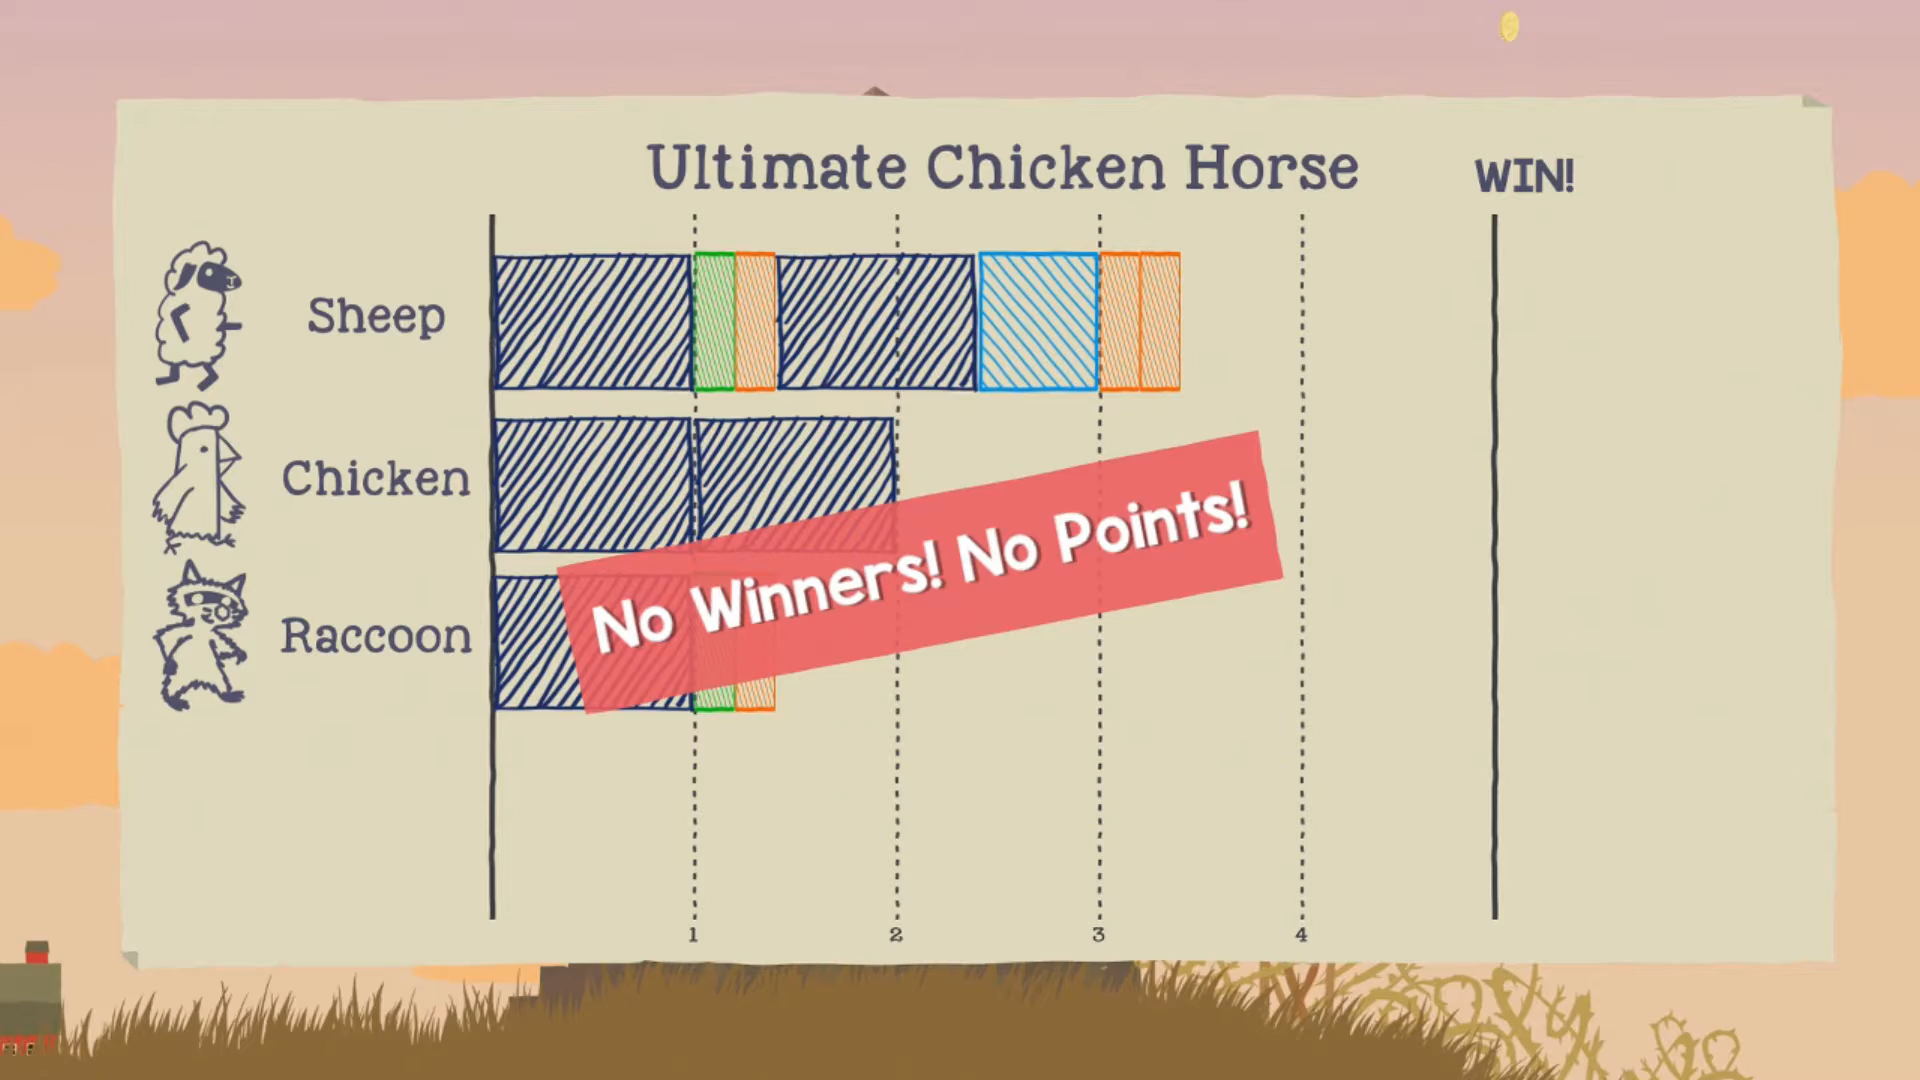 Ultimate Chicken Horse
WIN!
Sheep
Chicken
No Winners! No Points!
Raccoon
1 2 3 4